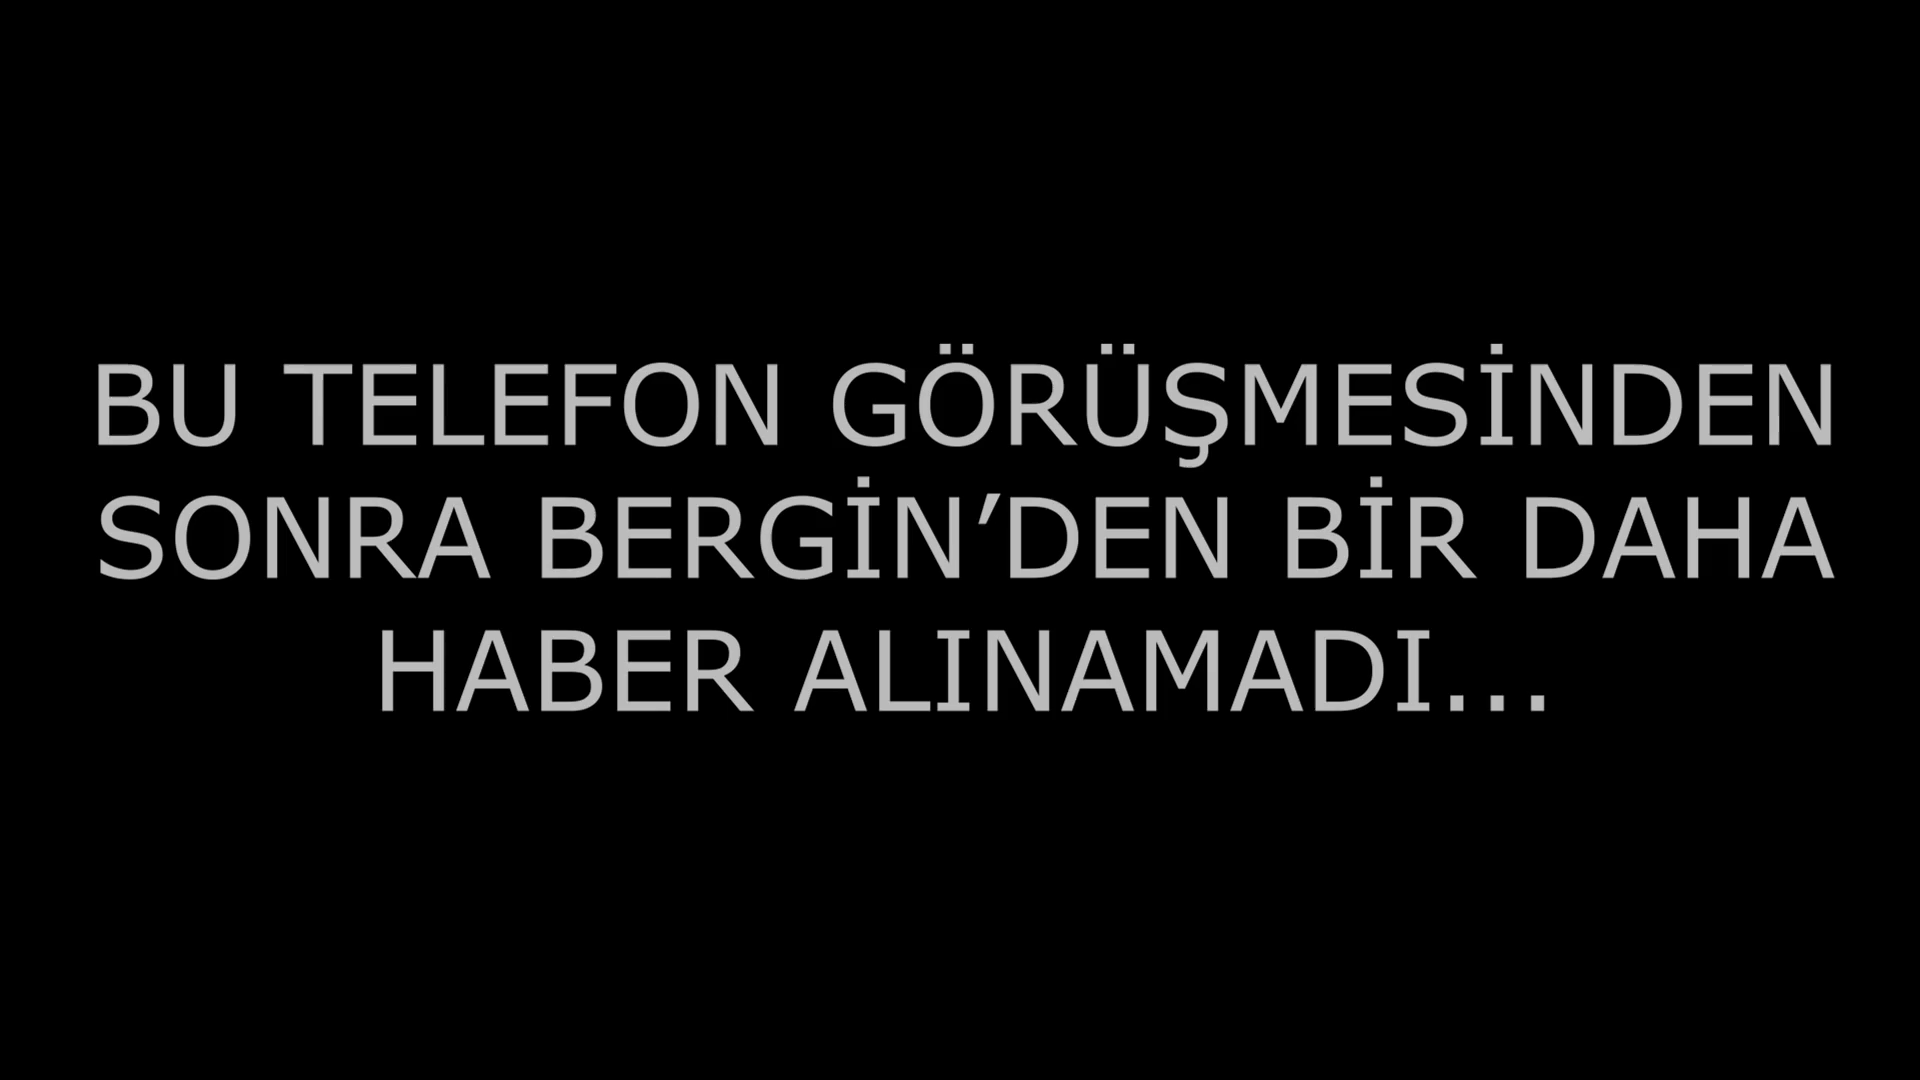 BU TELEFON GÖRÜŞMESİNDEN
SONRA BERGİN’DEN BİR DAHA
HABER ALINAMADI...